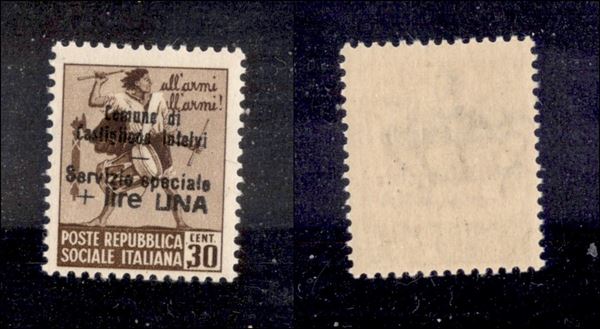 all'armi
all'armi!
Comune di
Castiglione Intelvi
Servizio speciale
+ lire UNA
POSTE REPUBBLICA CENT.
SOCIALE ITALIANA 30